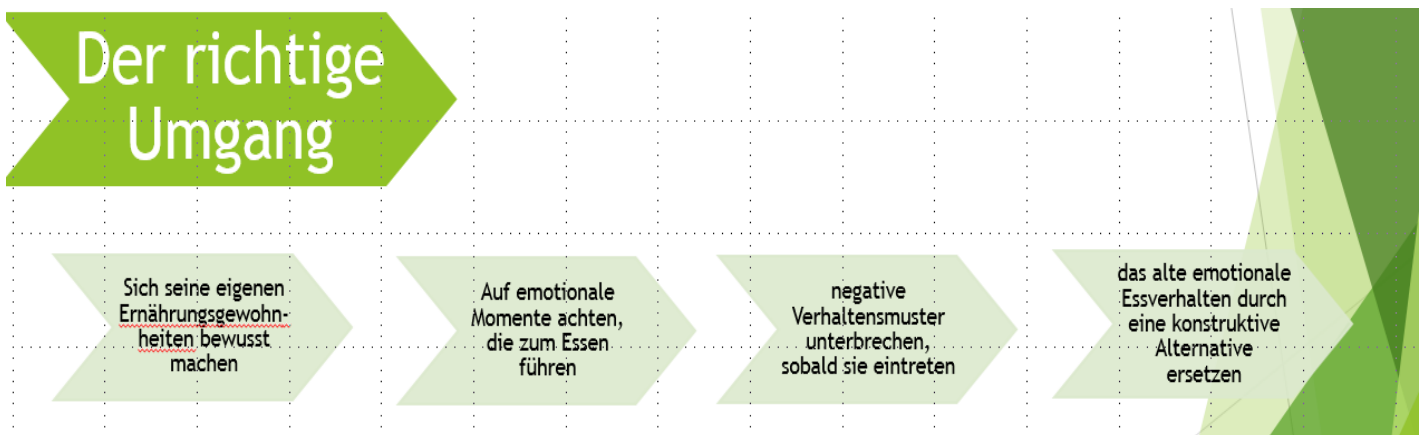 Der richtige
Umgang
Sich seine eigenen
Ernährungsgewohn-
heiten bewusst
machen
Auf emotionale
Momente achten,
die zum Essen
führen
negative
Verhaltensmuster
unterbrechen,
sobald sie eintreten
das alte emotionale
Essverhalten durch
eine konstruktive
Alternative
ersetzen